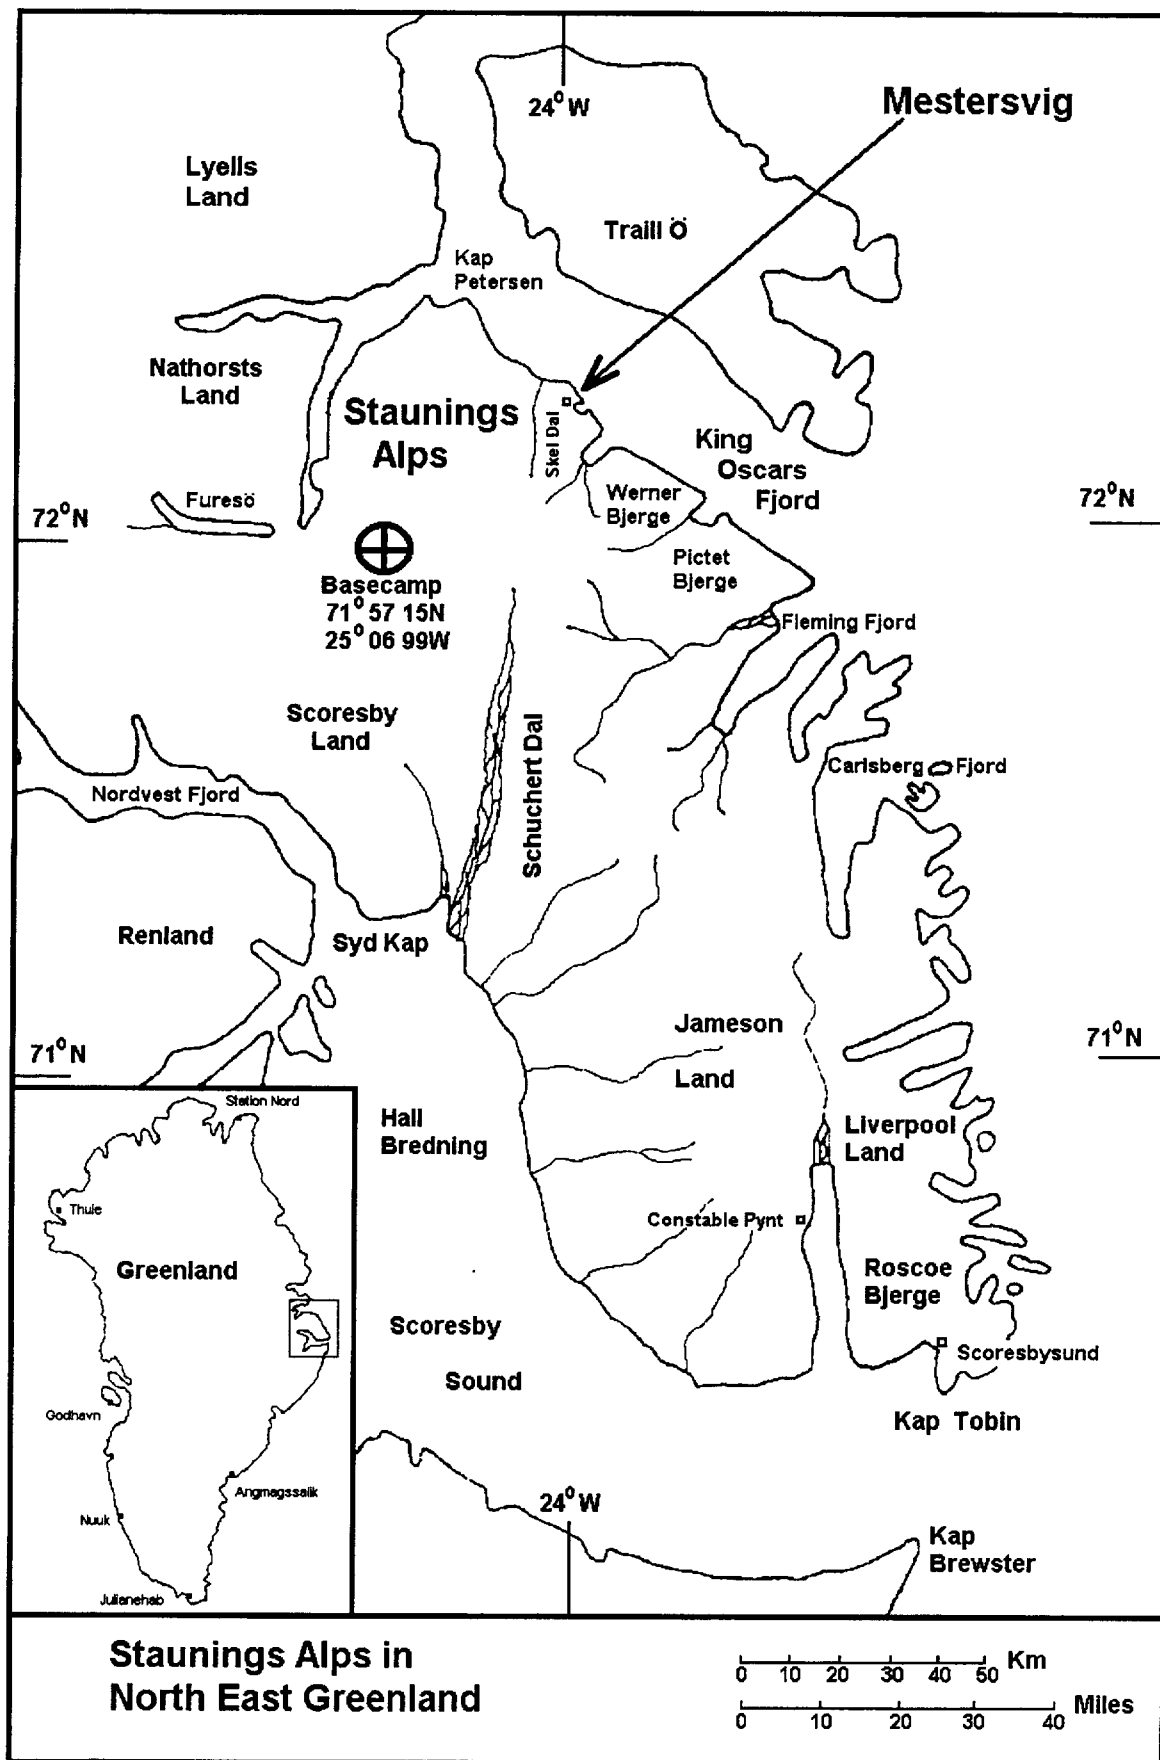 24° W
Mestersvig
Lyells
Land
Traill Ö
Kap
Petersen
Nathorsts
Land
Staunings
Alps
Skel Dal
King
Oscars
Fjord
Werner
Bjerge
Furesö
72° N
72° N
Pictet
Bjerge
Basecamp
71° 57 15N
25° 06 99W
Fleming Fjord
Scoresby
Land
Schuchert Dal
Carlsberg Fjord
Nordvest Fjord
Renland
Syd Kap
Jameson
Land
71° N
71° N
Hall
Bredning
Liverpool
Land
Constable Pynt
Roscoe
Bjerge
Scoresby
Sound
Scoresbysund
Kap Tobin
24° W
Kap
Brewster
Station Nord
Thule
Greenland
Godhavn
Angmagssalik
Nuuk
Julianehab
Staunings Alps in
North East Greenland
0 10 20 30 40 50 Km
0 10 20 30 40 Miles